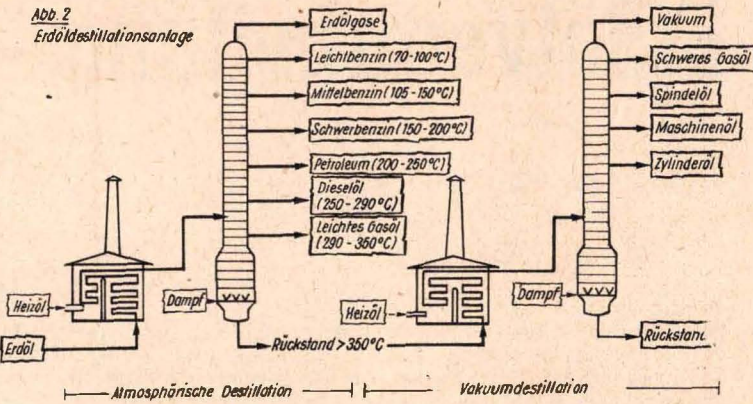 Abb. 2
Erdöldestillationsanlage
Erdölgase
Leichtbenzin (70-100°C)
Mittelbenzin (105-150°C)
Schwerbenzin (150-200°C)
Petroleum (200-250°C)
Dieselöl
(250-290°C)
Leichtes Gasöl
(290-350°C)
Heizöl
Erdöl
Dampf
Rückstand >350°C
Vakuum
Schweres Gasöl
Spindelöl
Maschinenöl
Zylinderöl
Heizöl
Dampf
Rückstand
Atmosphärische Destillation
Vakuumdestillation